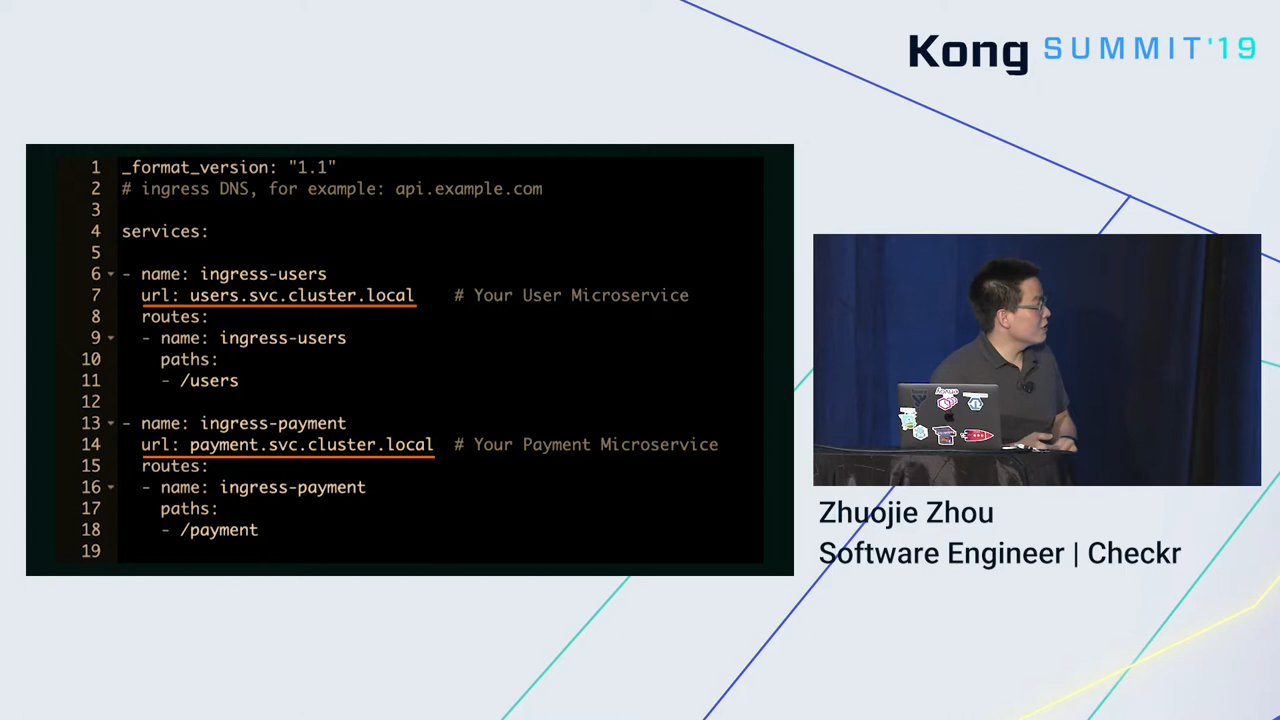 Kong SUMMIT'19
1 _format_version: "1.1"
2 # ingress DNS, for example: api.example.com
3
4 services:
5
6 - name: ingress-users
7 url: users.svc.cluster.local # Your User Microservice
8 routes:
9 - name: ingress-users
10 paths:
11 - /users
12
13 - name: ingress-payment
14 url: payment.svc.cluster.local # Your Payment Microservice
15 routes:
16 - name: ingress-payment
17 paths:
18 - /payment
19
Zhuojie Zhou
Software Engineer | Checkr